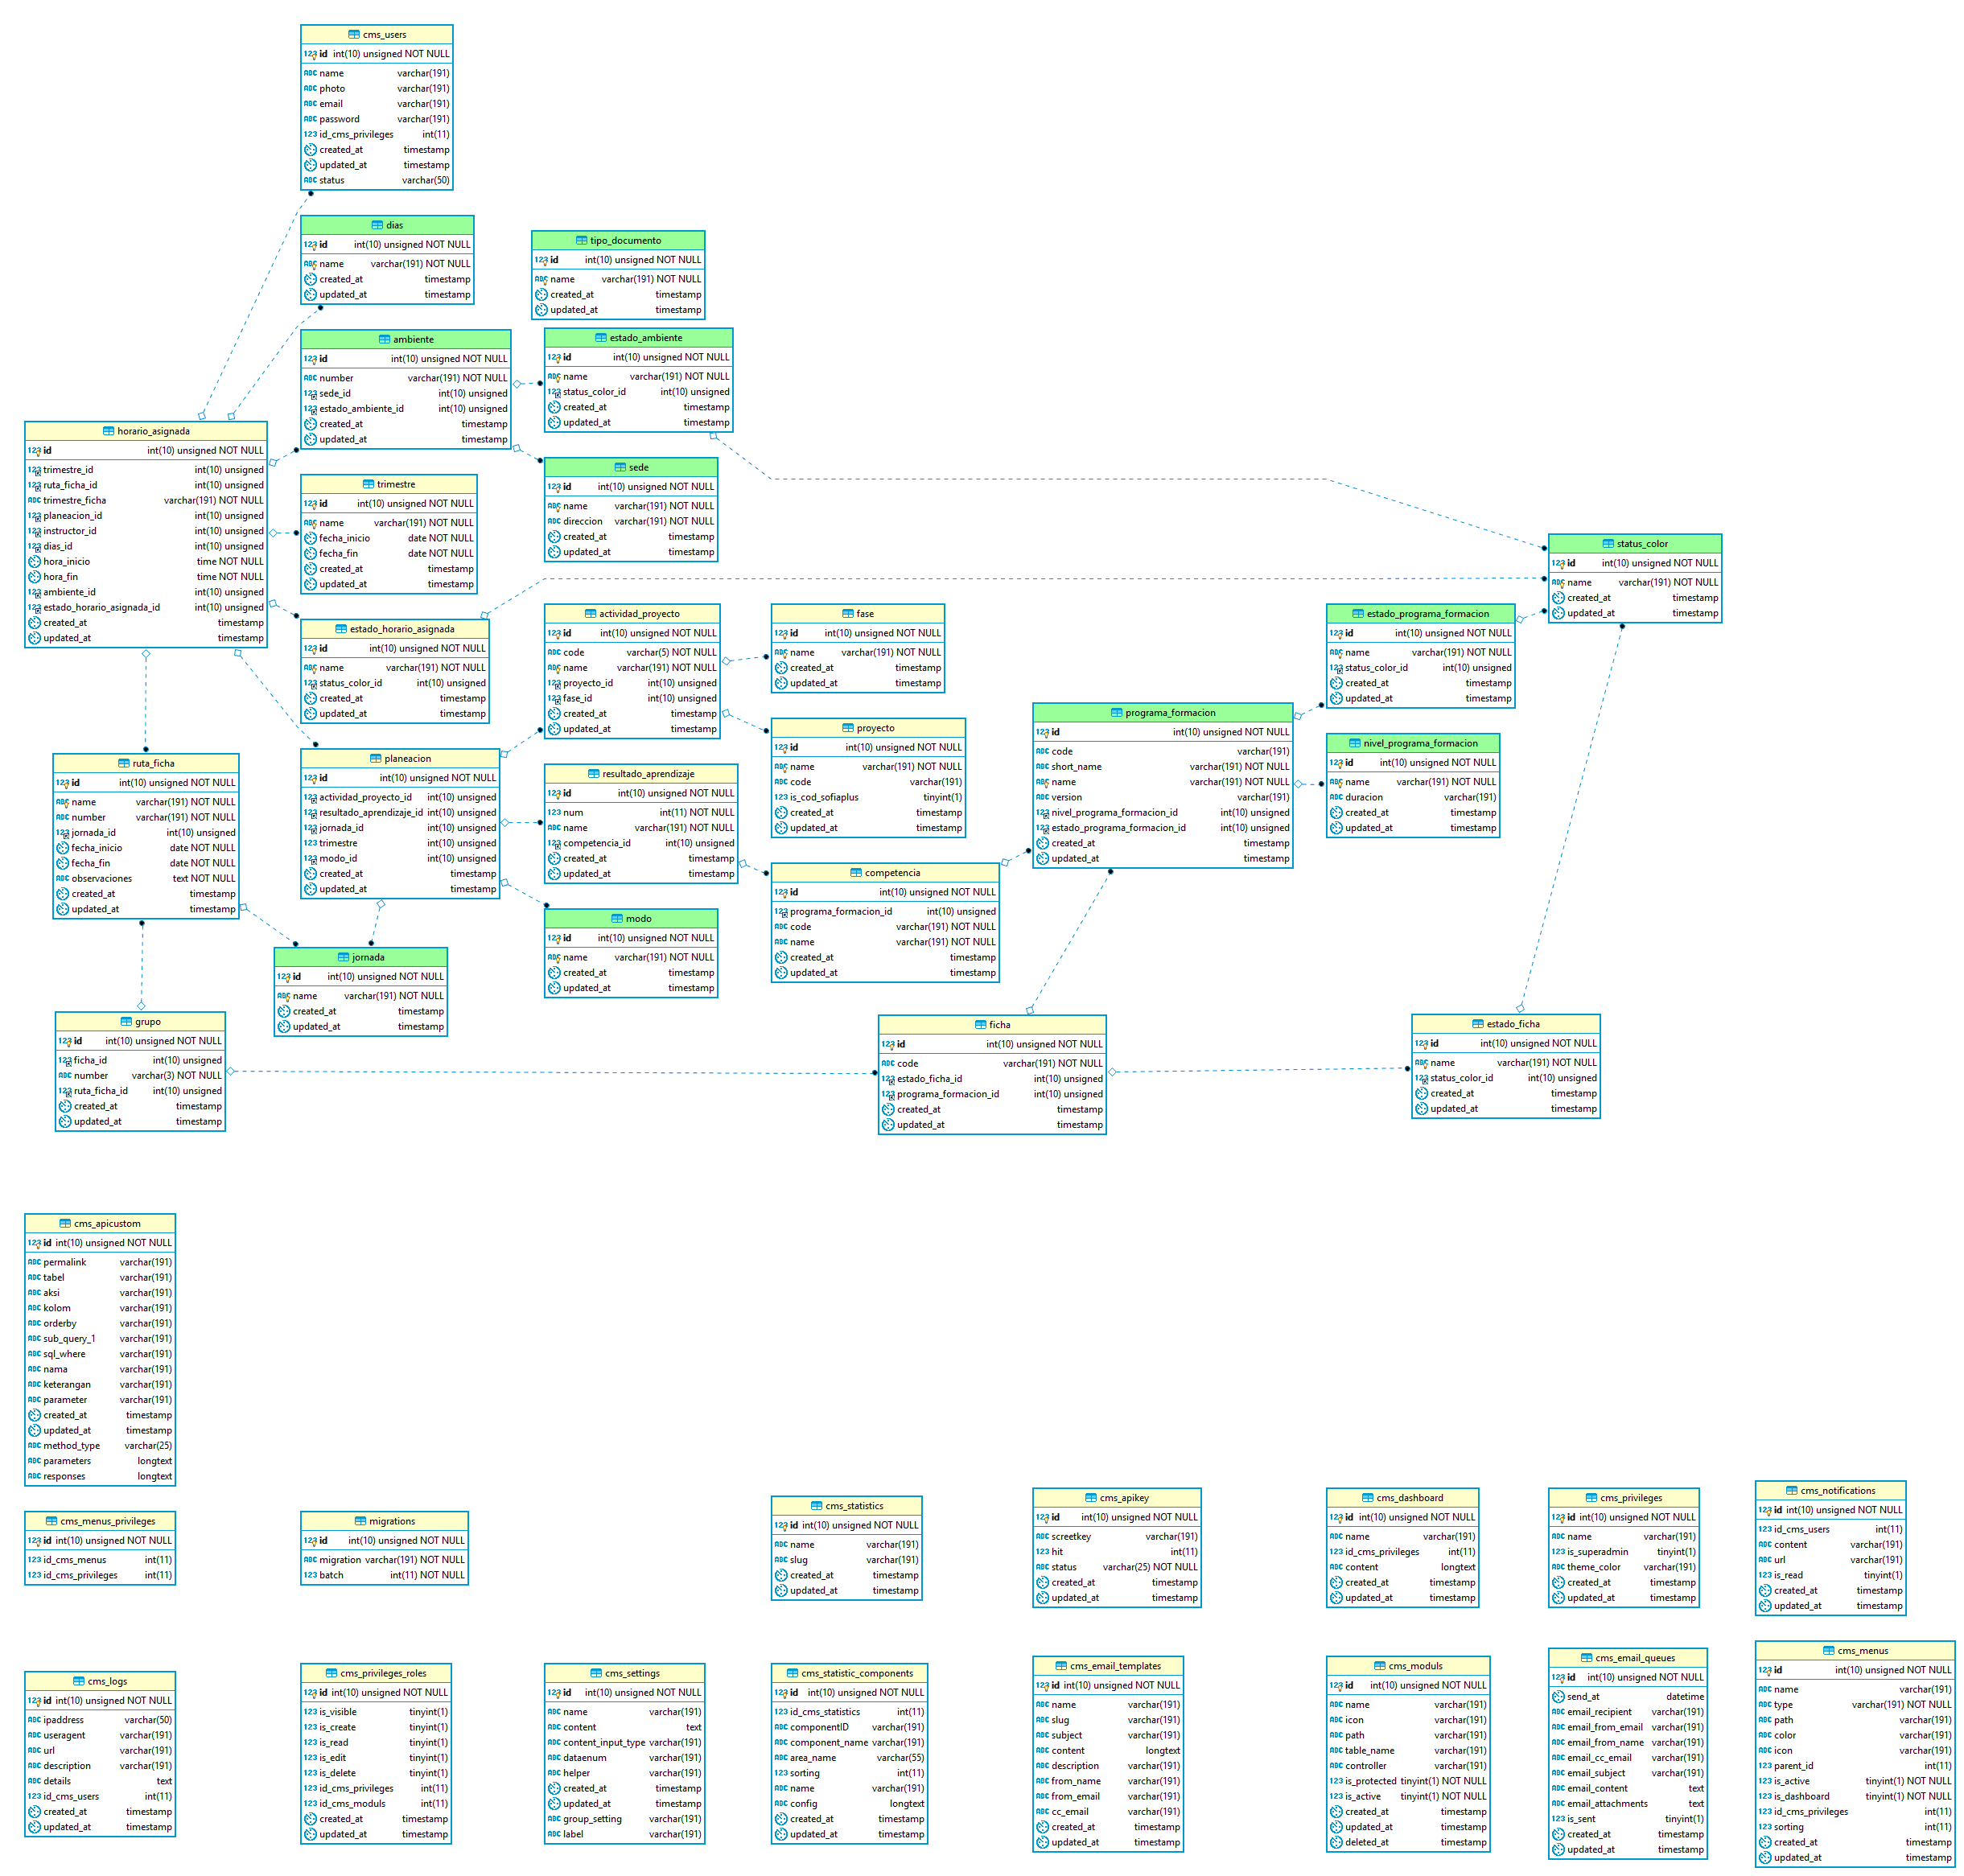 cms_users
id int(10) unsigned NOT NULL
name varchar(191)
photo varchar(191)
email varchar(191)
password varchar(191)
id_cms_privileges int(11)
created_at timestamp
updated_at timestamp
status varchar(50)
dias
id int(10) unsigned NOT NULL
name varchar(191) NOT NULL
created_at timestamp
updated_at timestamp
tipo_documento
id int(10) unsigned NOT NULL
name varchar(191) NOT NULL
created_at timestamp
updated_at timestamp
ambiente
id int(10) unsigned NOT NULL
number varchar(191) NOT NULL
sede_id int(10) unsigned
estado_ambiente_id int(10) unsigned
created_at timestamp
updated_at timestamp
estado_ambiente
id int(10) unsigned NOT NULL
name varchar(191) NOT NULL
status_color_id int(10) unsigned
created_at timestamp
updated_at timestamp
horario_asignada
id int(10) unsigned NOT NULL
trimestre_id int(10) unsigned
ruta_ficha_id int(10) unsigned
trimestre_ficha varchar(191) NOT NULL
planeacion_id int(10) unsigned
instructor_id int(10) unsigned
dias_id int(10) unsigned
hora_inicio time NOT NULL
hora_fin time NOT NULL
ambiente_id int(10) unsigned
estado_horario_asignada_id int(10) unsigned
created_at timestamp
updated_at timestamp
trimestre
id int(10) unsigned NOT NULL
name varchar(191) NOT NULL
fecha_inicio date NOT NULL
fecha_fin date NOT NULL
created_at timestamp
updated_at timestamp
sede
id int(10) unsigned NOT NULL
name varchar(191) NOT NULL
direccion varchar(191) NOT NULL
created_at timestamp
updated_at timestamp
status_color
id int(10) unsigned NOT NULL
name varchar(191) NOT NULL
created_at timestamp
updated_at timestamp
estado_horario_asignada
id int(10) unsigned NOT NULL
name varchar(191) NOT NULL
status_color_id int(10) unsigned
created_at timestamp
updated_at timestamp
actividad_proyecto
id int(10) unsigned NOT NULL
code varchar(5) NOT NULL
name varchar(191) NOT NULL
proyecto_id int(10) unsigned
fase_id int(10) unsigned
created_at timestamp
updated_at timestamp
fase
id int(10) unsigned NOT NULL
name varchar(191) NOT NULL
created_at timestamp
updated_at timestamp
estado_programa_formacion
id int(10) unsigned NOT NULL
name varchar(191) NOT NULL
status_color_id int(10) unsigned
created_at timestamp
updated_at timestamp
proyecto
id int(10) unsigned NOT NULL
name varchar(191) NOT NULL
code varchar(191)
is_cod_sofiaplus tinyint(1)
created_at timestamp
updated_at timestamp
programa_formacion
id int(10) unsigned NOT NULL
code varchar(191)
short_name varchar(191) NOT NULL
name varchar(191) NOT NULL
version varchar(191)
nivel_programa_formacion_id int(10) unsigned
estado_programa_formacion_id int(10) unsigned
created_at timestamp
updated_at timestamp
nivel_programa_formacion
id int(10) unsigned NOT NULL
name varchar(191) NOT NULL
duracion varchar(191)
created_at timestamp
updated_at timestamp
ruta_ficha
id int(10) unsigned NOT NULL
name varchar(191) NOT NULL
number varchar(191) NOT NULL
jornada_id int(10) unsigned
fecha_inicio date NOT NULL
fecha_fin date NOT NULL
observaciones text NOT NULL
created_at timestamp
updated_at timestamp
planeacion
id int(10) unsigned NOT NULL
actividad_proyecto_id int(10) unsigned
resultado_aprendizaje_id int(10) unsigned
jornada_id int(10) unsigned
trimestre int(10) unsigned
modo_id int(10) unsigned
created_at timestamp
updated_at timestamp
resultado_aprendizaje
id int(10) unsigned NOT NULL
num int(11) NOT NULL
name varchar(191) NOT NULL
competencia_id int(10) unsigned
created_at timestamp
updated_at timestamp
competencia
id int(10) unsigned NOT NULL
programa_formacion_id int(10) unsigned
code varchar(191) NOT NULL
name varchar(191) NOT NULL
created_at timestamp
updated_at timestamp
modo
id int(10) unsigned NOT NULL
name varchar(191) NOT NULL
created_at timestamp
updated_at timestamp
jornada
id int(10) unsigned NOT NULL
name varchar(191) NOT NULL
created_at timestamp
updated_at timestamp
grupo
id int(10) unsigned NOT NULL
ficha_id int(10) unsigned
number varchar(3) NOT NULL
ruta_ficha_id int(10) unsigned
created_at timestamp
updated_at timestamp
ficha
id int(10) unsigned NOT NULL
code varchar(191) NOT NULL
estado_ficha_id int(10) unsigned
programa_formacion_id int(10) unsigned
created_at timestamp
updated_at timestamp
estado_ficha
id int(10) unsigned NOT NULL
name varchar(191) NOT NULL
status_color_id int(10) unsigned
created_at timestamp
updated_at timestamp
cms_apicustom
id int(10) unsigned NOT NULL
permalink varchar(191)
tabel varchar(191)
aksi varchar(191)
kolom varchar(191)
orderby varchar(191)
sub_query_1 varchar(191)
sql_where varchar(191)
nama varchar(191)
keterangan varchar(191)
parameter varchar(191)
created_at timestamp
updated_at timestamp
method_type varchar(25)
parameters longtext
responses longtext
cms_menus_privileges
id int(10) unsigned NOT NULL
id_cms_menus int(11)
id_cms_privileges int(11)
migrations
id int(10) unsigned NOT NULL
migration varchar(191) NOT NULL
batch int(11) NOT NULL
cms_statistics
id int(10) unsigned NOT NULL
name varchar(191)
slug varchar(191)
created_at timestamp
updated_at timestamp
cms_apikey
id int(10) unsigned NOT NULL
screetkey varchar(191)
hit int(11)
status varchar(25) NOT NULL
created_at timestamp
updated_at timestamp
cms_dashboard
id int(10) unsigned NOT NULL
name varchar(191)
id_cms_privileges int(11)
content longtext
created_at timestamp
updated_at timestamp
cms_privileges
id int(10) unsigned NOT NULL
name varchar(191)
is_superadmin tinyint(1)
theme_color varchar(191)
created_at timestamp
updated_at timestamp
cms_notifications
id int(10) unsigned NOT NULL
id_cms_users int(11)
content varchar(191)
url varchar(191)
is_read tinyint(1)
created_at timestamp
updated_at timestamp
cms_logs
id int(10) unsigned NOT NULL
ipaddress varchar(50)
useragent varchar(191)
url varchar(191)
description varchar(191)
details text
id_cms_users int(11)
created_at timestamp
updated_at timestamp
cms_privileges_roles
id int(10) unsigned NOT NULL
is_visible tinyint(1)
is_create tinyint(1)
is_read tinyint(1)
is_edit tinyint(1)
is_delete tinyint(1)
id_cms_privileges int(11)
id_cms_moduls int(11)
created_at timestamp
updated_at timestamp
cms_settings
id int(10) unsigned NOT NULL
name varchar(191)
content text
content_input_type varchar(191)
dataenum varchar(191)
helper varchar(191)
created_at timestamp
updated_at timestamp
group_setting varchar(191)
label varchar(191)
cms_statistic_components
id int(10) unsigned NOT NULL
id_cms_statistics int(11)
componentID varchar(191)
component_name varchar(191)
area_name varchar(55)
sorting int(11)
name varchar(191)
config longtext
created_at timestamp
updated_at timestamp
cms_email_templates
id int(10) unsigned NOT NULL
name varchar(191)
slug varchar(191)
subject varchar(191)
content longtext
description varchar(191)
from_name varchar(191)
from_email varchar(191)
cc_email varchar(191)
created_at timestamp
updated_at timestamp
cms_moduls
id int(10) unsigned NOT NULL
name varchar(191)
icon varchar(191)
path varchar(191)
table_name varchar(191)
controller varchar(191)
is_protected tinyint(1) NOT NULL
is_active tinyint(1) NOT NULL
created_at timestamp
updated_at timestamp
deleted_at timestamp
cms_email_queues
id int(10) unsigned NOT NULL
send_at datetime
email_recipient varchar(191)
email_from_email varchar(191)
email_from_name varchar(191)
email_cc_email varchar(191)
email_subject varchar(191)
email_content text
email_attachments text
is_sent tinyint(1)
created_at timestamp
updated_at timestamp
cms_menus
id int(10) unsigned NOT NULL
name varchar(191)
type varchar(191) NOT NULL
path varchar(191)
color varchar(191)
icon varchar(191)
parent_id int(11)
is_active tinyint(1) NOT NULL
is_dashboard tinyint(1) NOT NULL
id_cms_privileges int(11)
sorting int(11)
created_at timestamp
updated_at timestamp